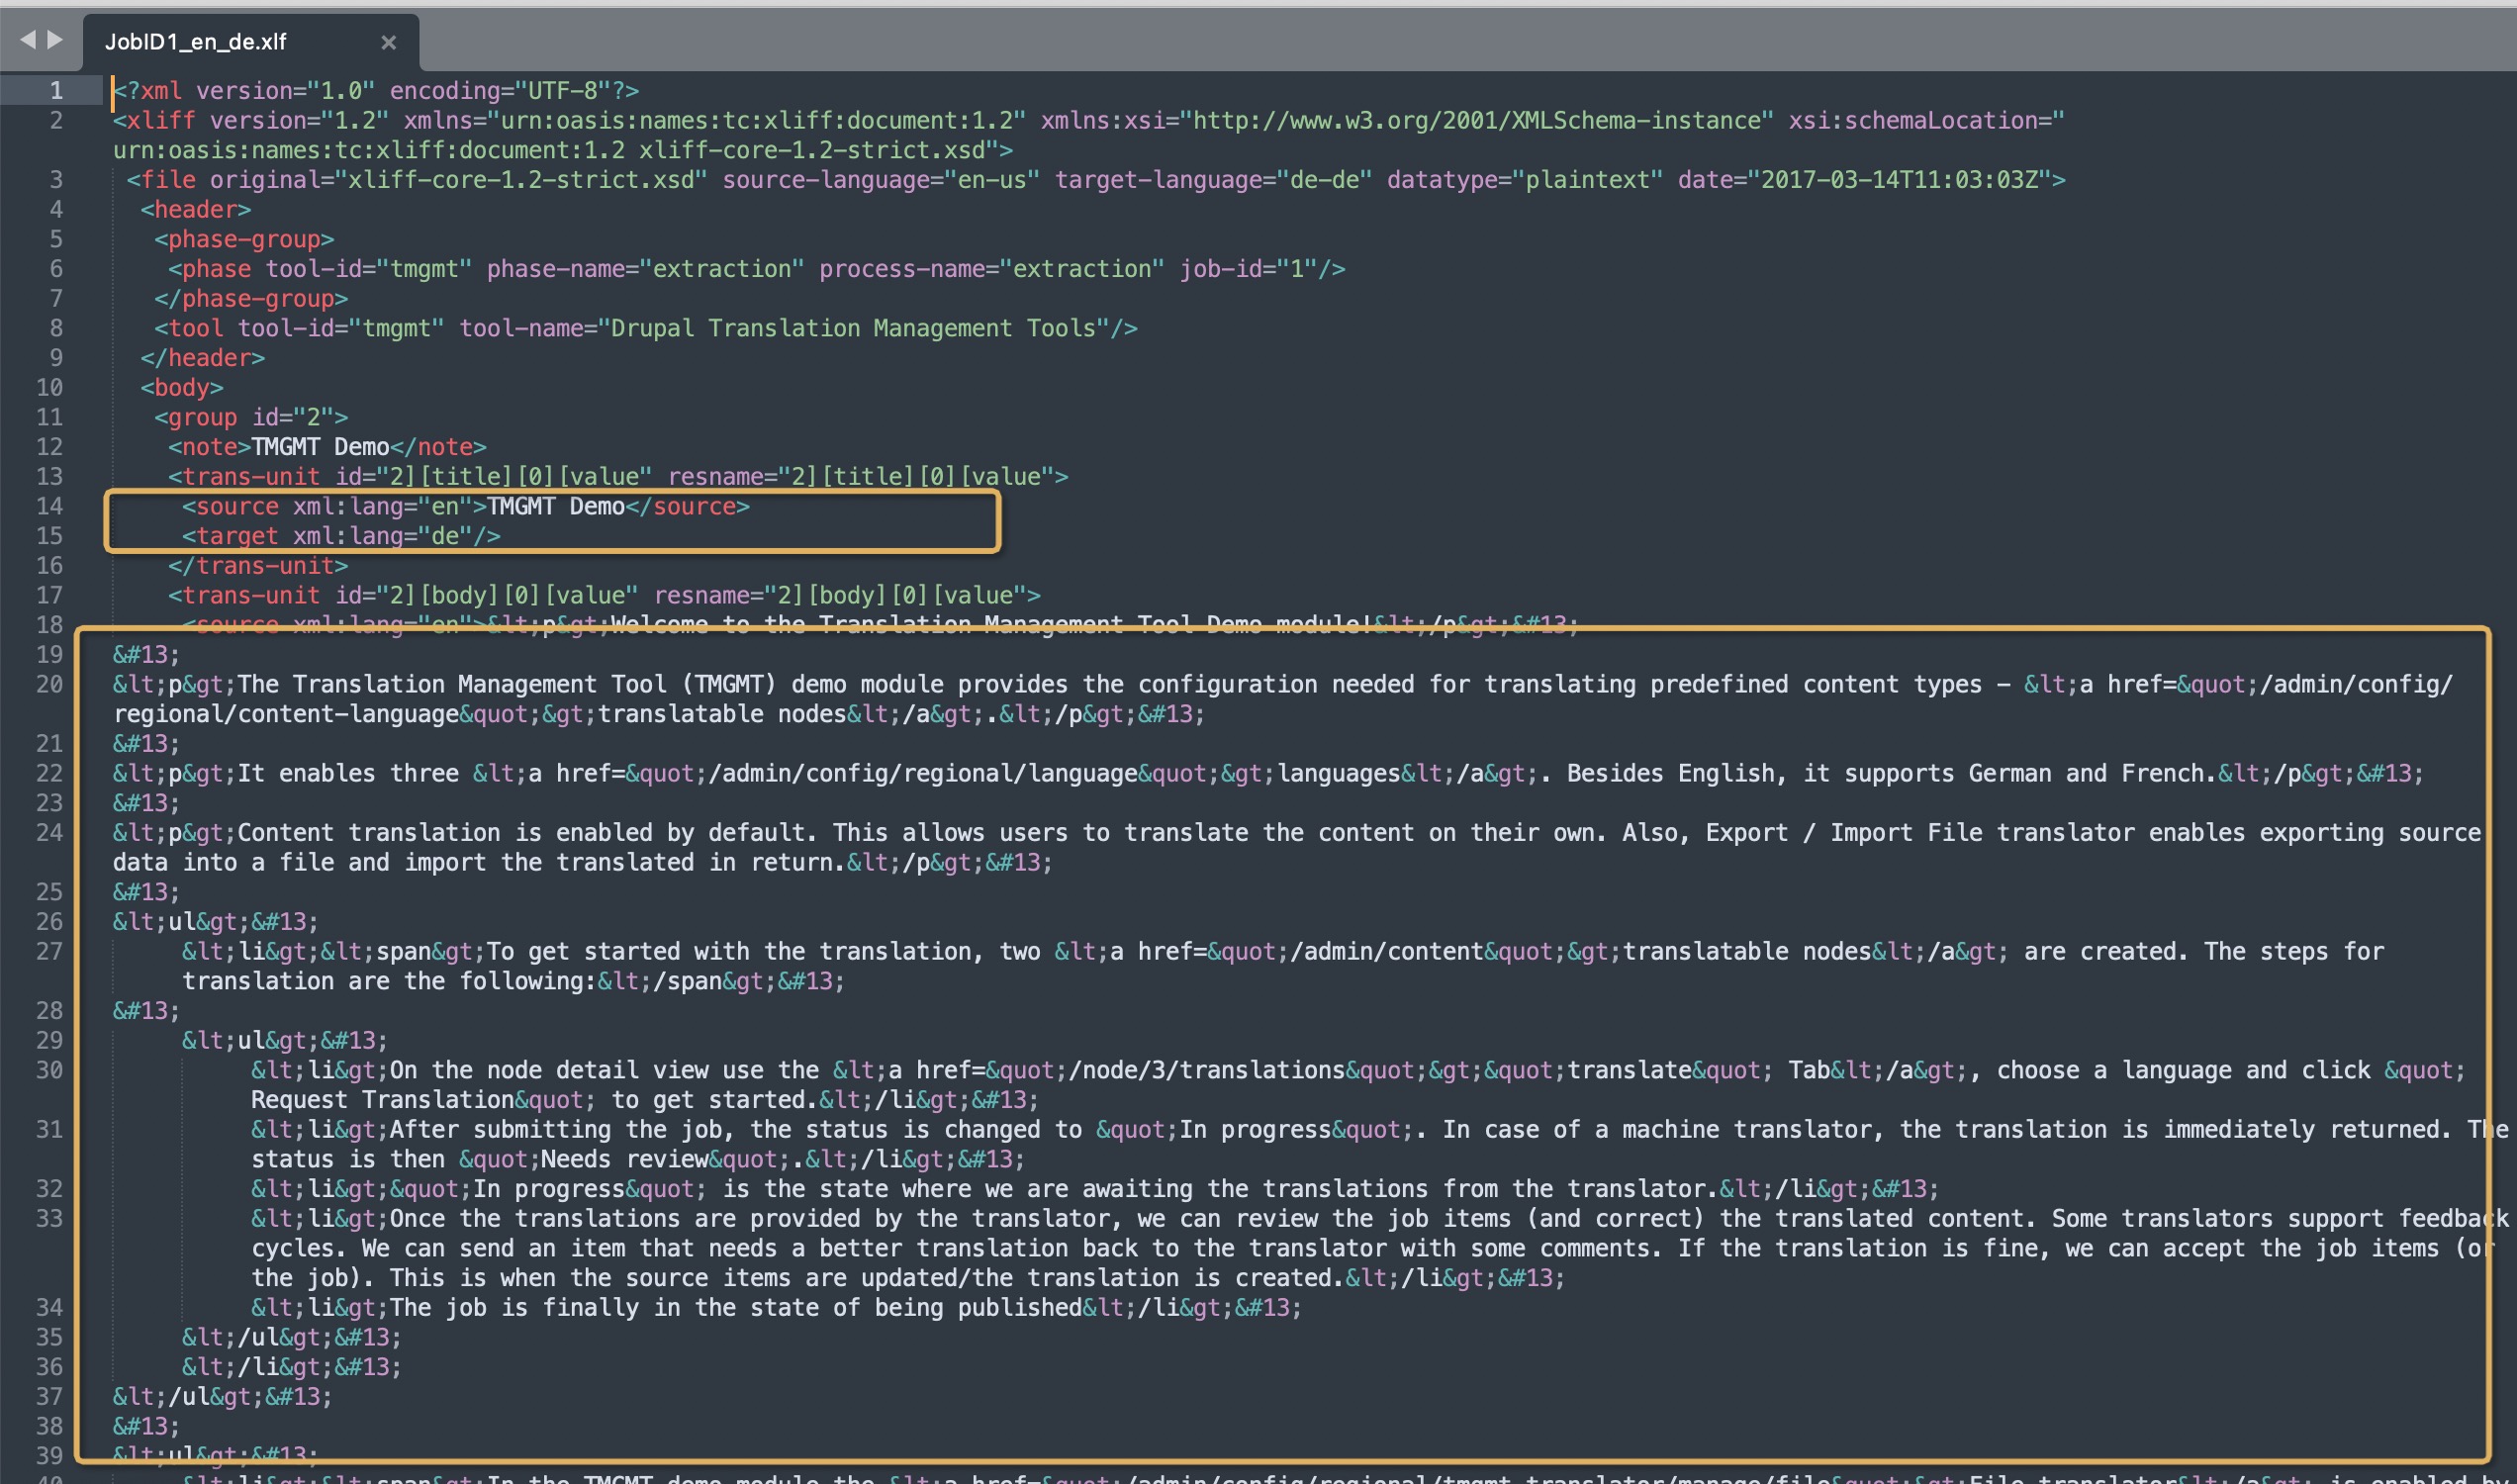 JobID1_en_de.xlf
1 <?xml version="1.0" encoding="UTF-8"?>
2 <xliff version="1.2" xmlns="urn:oasis:names:tc:xliff:document:1.2" xmlns:xsi="http://www.w3.org/2001/XMLSchema-instance" xsi:schemaLocation="
urn:oasis:names:tc:xliff:document:1.2 xliff-core-1.2-strict.xsd">
3 <file original="xliff-core-1.2-strict.xsd" source-language="en-us" target-language="de-de" datatype="plaintext" date="2017-03-14T11:03:03Z">
4 <header>
5 <phase-group>
6 <phase tool-id="tmgmt" phase-name="extraction" process-name="extraction" job-id="1"/>
7 </phase-group>
8 <tool tool-id="tmgmt" tool-name="Drupal Translation Management Tools"/>
9 </header>
10 <body>
11 <group id="2">
12 <note>TMGMT Demo</note>
13 <trans-unit id="2][title][0][value" resname="2][title][0][value">
14 <source xml:lang="en">TMGMT Demo</source>
15 <target xml:lang="de"/>
16 </trans-unit>
17 <trans-unit id="2][body][0][value" resname="2][body][0][value">
18 <source xml:lang="en">&lt;p&gt;Welcome to the Translation Management Tool Demo module!&lt;/p&gt;&#13;
19 &#13;
20 &lt;p&gt;The Translation Management Tool (TMGMT) demo module provides the configuration needed for translating predefined content types - &lt;a href=&quot;/admin/config/
regional/content-language&quot;&gt;translatable nodes&lt;/a&gt;.&lt;/p&gt;&#13;
21 &#13;
22 &lt;p&gt;It enables three &lt;a href=&quot;/admin/config/regional/language&quot;&gt;languages&lt;/a&gt;. Besides English, it supports German and French.&lt;/p&gt;&#13;
23 &#13;
24 &lt;p&gt;Content translation is enabled by default. This allows users to translate the content on their own. Also, Export / Import File translator enables exporting source
data into a file and import the translated in return.&lt;/p&gt;&#13;
25 &#13;
26 &lt;ul&gt;&#13;
27 &lt;li&gt;&lt;span&gt;To get started with the translation, two &lt;a href=&quot;/admin/content&quot;&gt;translatable nodes&lt;/a&gt; are created. The steps for
translation are the following:&lt;/span&gt;&#13;
28 &#13;
29 &lt;ul&gt;&#13;
30 &lt;li&gt;On the node detail view use the &lt;a href=&quot;/node/3/translations&quot;&gt;&quot;translate&quot; Tab&lt;/a&gt;, choose a language and click &quot;
Request Translation&quot; to get started.&lt;/li&gt;&#13;
31 &lt;li&gt;After submitting the job, the status is changed to &quot;In progress&quot;. In case of a machine translator, the translation is immediately returned. The
status is then &quot;Needs review&quot;.&lt;/li&gt;&#13;
32 &lt;li&gt;&quot;In progress&quot; is the state where we are awaiting the translations from the translator.&lt;/li&gt;&#13;
33 &lt;li&gt;Once the translations are provided by the translator, we can review the job items (and correct) the translated content. Some translators support feedback
cycles. We can send an item that needs a better translation back to the translator with some comments. If the translation is fine, we can accept the job items (or
the job). This is when the source items are updated/the translation is created.&lt;/li&gt;&#13;
34 &lt;li&gt;The job is finally in the state of being published&lt;/li&gt;&#13;
35 &lt;/ul&gt;&#13;
36 &lt;/li&gt;&#13;
37 &lt;/ul&gt;&#13;
38 &#13;
39 &lt;ul&gt;&#13;
40 &lt;li&gt;&lt;span&gt;In the TMGMT demo module the &lt;a href=&quot;/admin/config/regional/tmgmt translator/manage/file&quot;&gt;File translator&lt;/a&gt; is enabled by